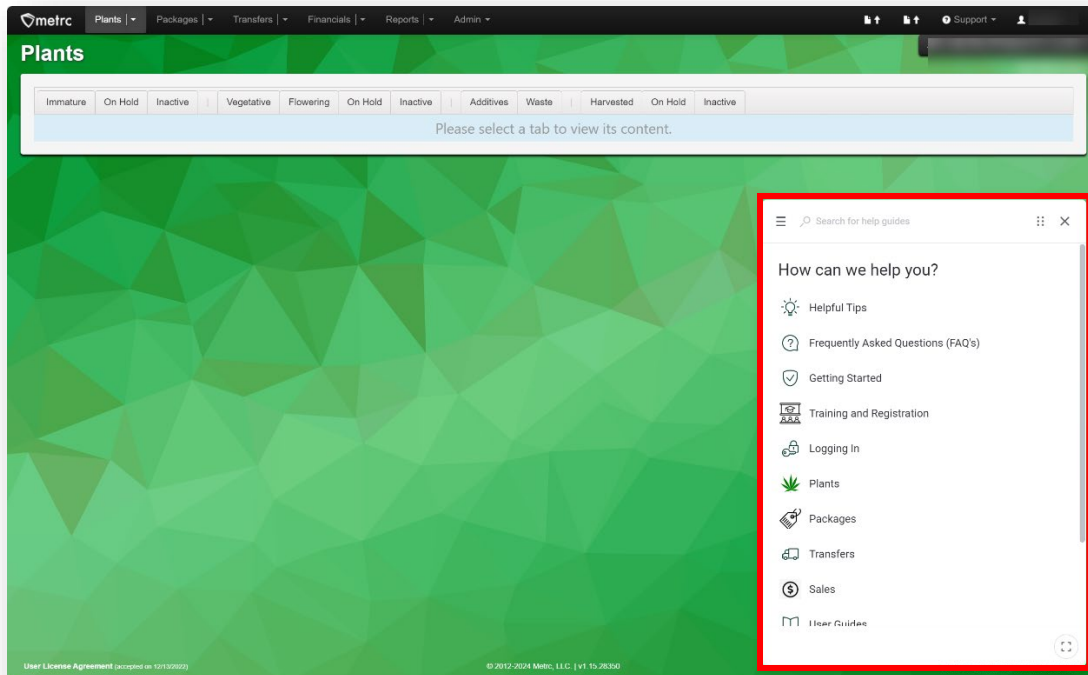 metrc Plants Packages Transfers Financials Reports Admin Support
Plants
Immature On Hold Inactive | Vegetative Flowering On Hold Inactive | Additives Waste | Harvested On Hold Inactive
Please select a tab to view its content.
Search for help guides
How can we help you?
Helpful Tips
Frequently Asked Questions (FAQ's)
Getting Started
Training and Registration
Logging In
Plants
Packages
Transfers
Sales
User Guides
User License Agreement (accepted on 12/13/2022)
© 2012-2024 Metrc, LLC. | v1.15.28350